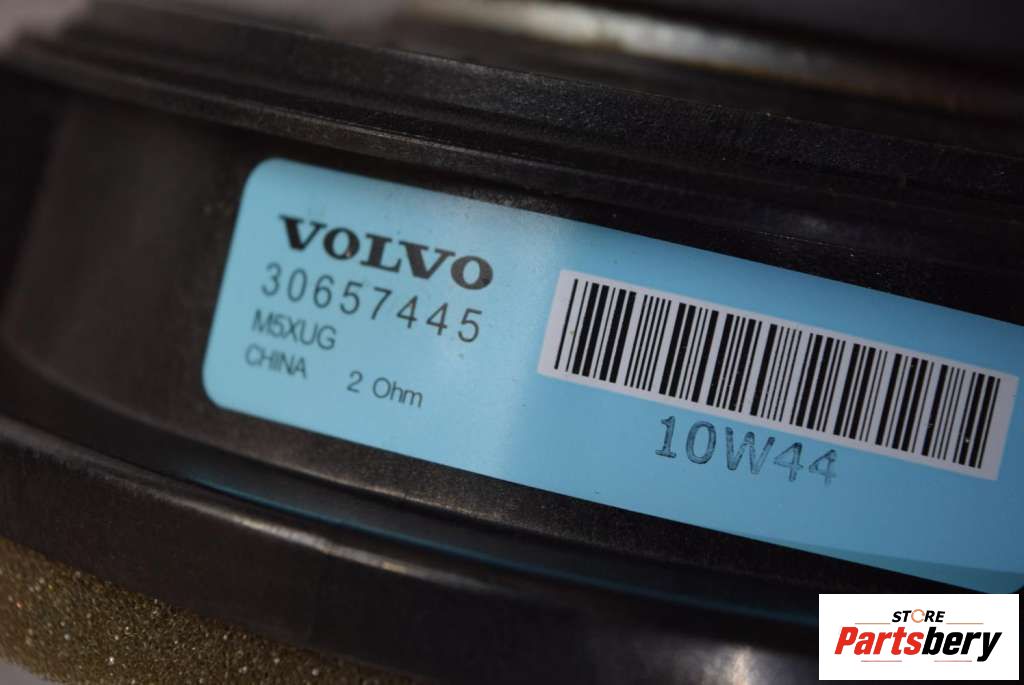 VOLVO
30657445
M5XUG
CHINA 2 Ohm
10W44
STORE
Partsbery